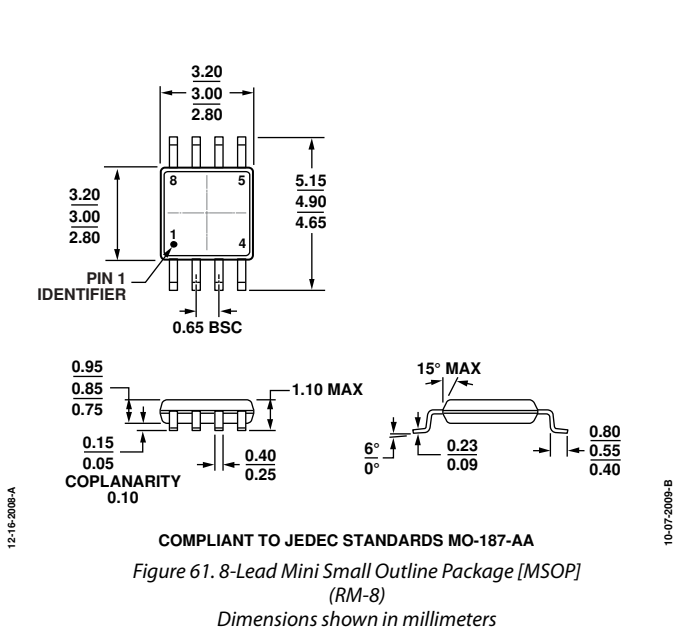 3.20
3.00
2.80
8 5
3.20
3.00
2.80
5.15
4.90
4.65
1 4
PIN 1
IDENTIFIER
0.65 BSC
0.95
0.85
0.75
1.10 MAX
15° MAX
0.15
0.05
COPLANARITY
0.10
0.40
0.25
6°
0°
0.23
0.09
0.80
0.55
0.40
12-16-2008-A
10-07-2009-B
COMPLIANT TO JEDEC STANDARDS MO-187-AA
Figure 61. 8-Lead Mini Small Outline Package [MSOP]
(RM-8)
Dimensions shown in millimeters